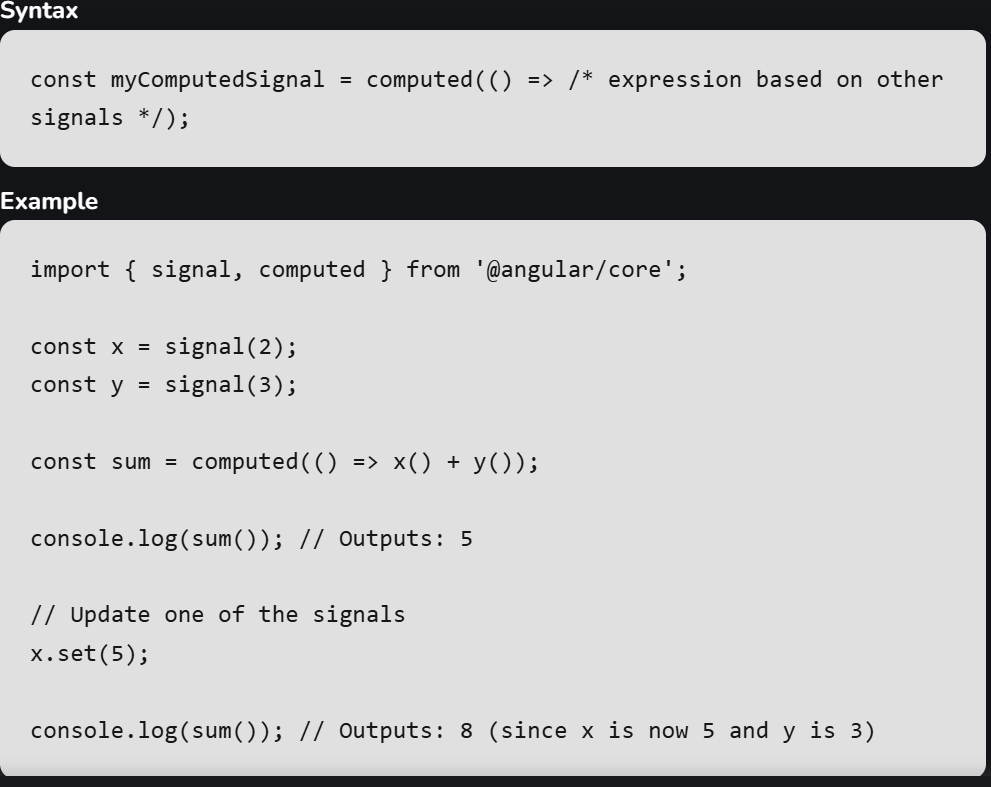 Syntax
const myComputedSignal = computed(() => /* expression based on other
signals */);
Example
import { signal, computed } from '@angular/core';
const x = signal(2);
const y = signal(3);
const sum = computed(() => x() + y());
console.log(sum()); // Outputs: 5
// Update one of the signals
x.set(5);
console.log(sum()); // Outputs: 8 (since x is now 5 and y is 3)